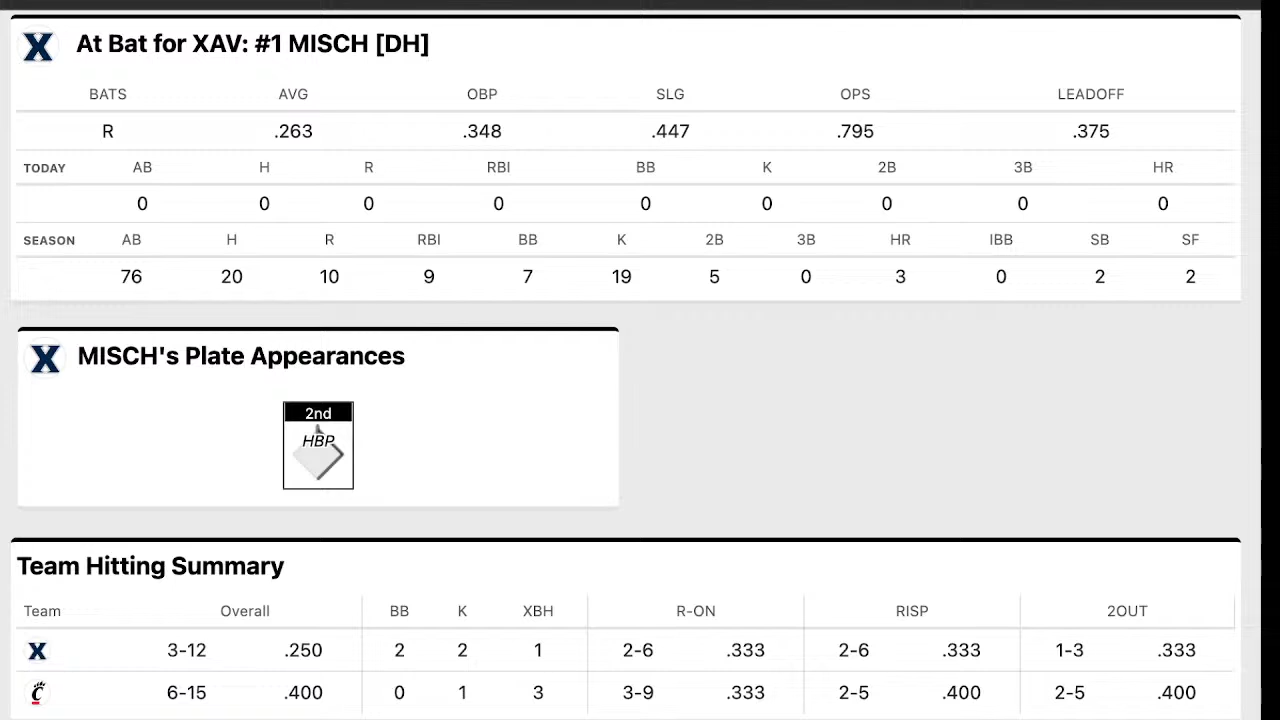 At Bat for XAV: #1 MISCH [DH]
BATS AVG OBP SLG OPS LEADOFF
R .263 .348 .447 .795 .375
TODAY AB H R RBI BB K 2B 3B HR
0 0 0 0 0 0 0 0 0
SEASON AB H R RBI BB K 2B 3B HR IBB SB SF
76 20 10 9 7 19 5 0 3 0 2 2
MISCH's Plate Appearances
2nd
HBP
Team Hitting Summary
Team Overall BB K XBH R-ON RISP 2OUT
X 3-12 .250 2 2 1 2-6 .333 2-6 .333 1-3 .333
C 6-15 .400 0 1 3 3-9 .333 2-5 .400 2-5 .400